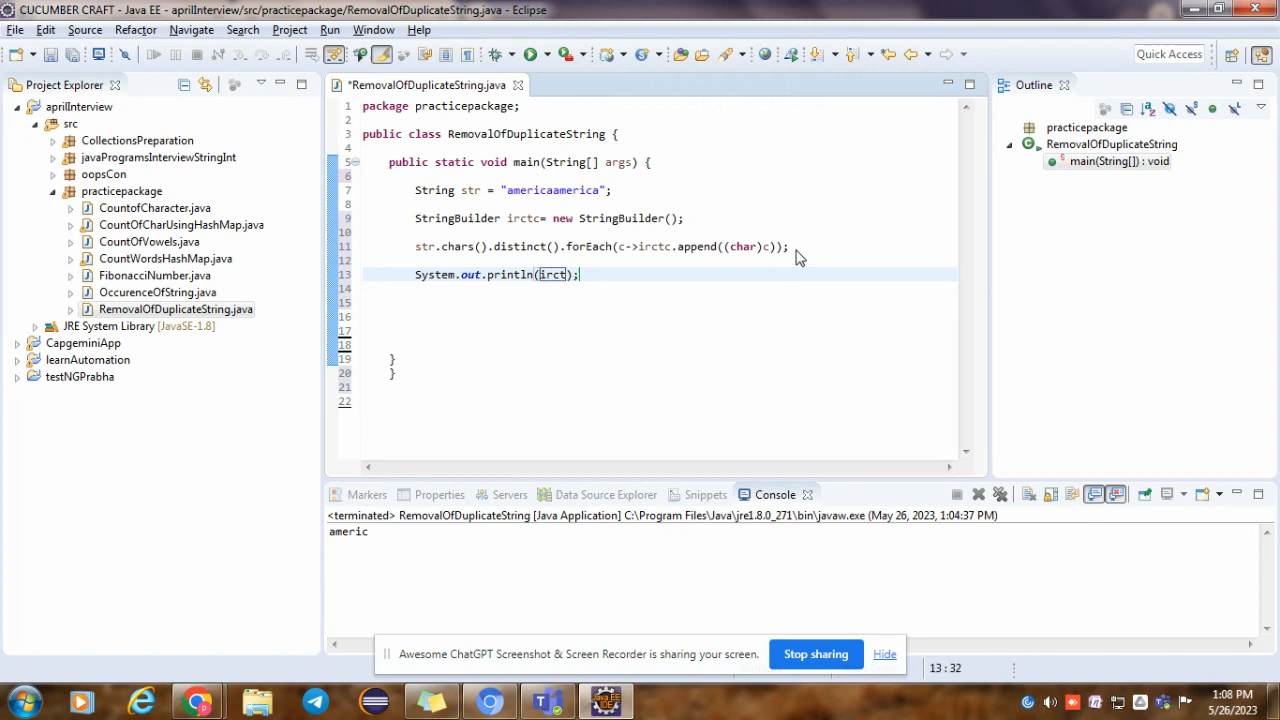 CUCUMBER CRAFT - Java EE - aprilInterview/src/practicepackage/RemovalOfDuplicateString.java - Eclipse
File Edit Source Refactor Navigate Search Project Run Window Help
Quick Access
Project Explorer
aprilInterview
src
CollectionsPreparation
javaProgramsInterviewStringInt
oopsCon
practicepackage
CountofCharacter.java
CountOfCharUsingHashMap.java
CountOfVowels.java
CountWordsHashMap.java
FibonacciNumber.java
OccurenceOfString.java
RemovalOfDuplicateString.java
JRE System Library [JavaSE-1.8]
CapgeminiApp
learnAutomation
testNGPrabha
*RemovalOfDuplicateString.java
1 package practicepackage;
2
3 public class RemovalOfDuplicateString {
4
5 public static void main(String[] args) {
6
7 String str = "americaamerica";
8
9 StringBuilder irctc= new StringBuilder();
10
11 str.chars().distinct().forEach(c->irctc.append((char)c));
12
13 System.out.println(irct);
14
15
16
17
18
19 }
20 }
21
22
Outline
practicepackage
RemovalOfDuplicateString
main(String[]) : void
Markers Properties Servers Data Source Explorer Snippets Console
<terminated> RemovalOfDuplicateString [Java Application] C:\Program Files\Java\jre1.8.0_271\bin\javaw.exe (May 26, 2023, 1:04:37 PM)
americ
Awesome ChatGPT Screenshot & Screen Recorder is sharing your screen. Stop sharing Hide
13 : 32
1:08 PM
5/26/2023